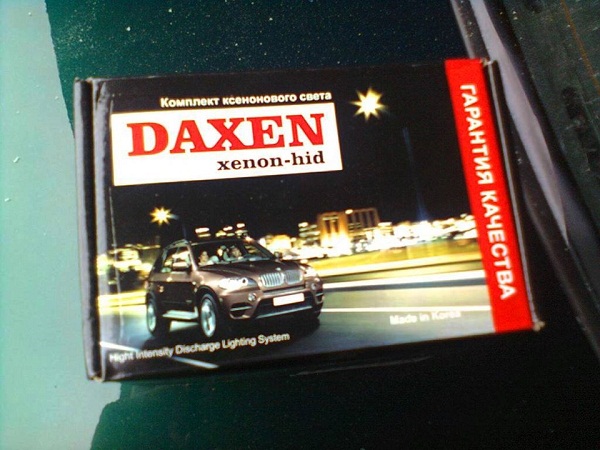 Комплект ксенонового света
DAXEN
xenon-hid
ГАРАНТИЯ КАЧЕСТВА
Made in Korea
Hight Intensity Discharge Lighting System